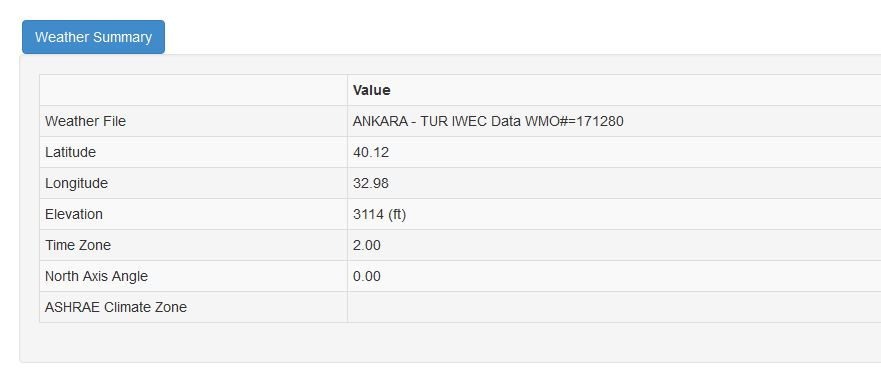 Weather Summary
Value
Weather File ANKARA - TUR IWEC Data WMO#=171280
Latitude 40.12
Longitude 32.98
Elevation 3114 (ft)
Time Zone 2.00
North Axis Angle 0.00
ASHRAE Climate Zone